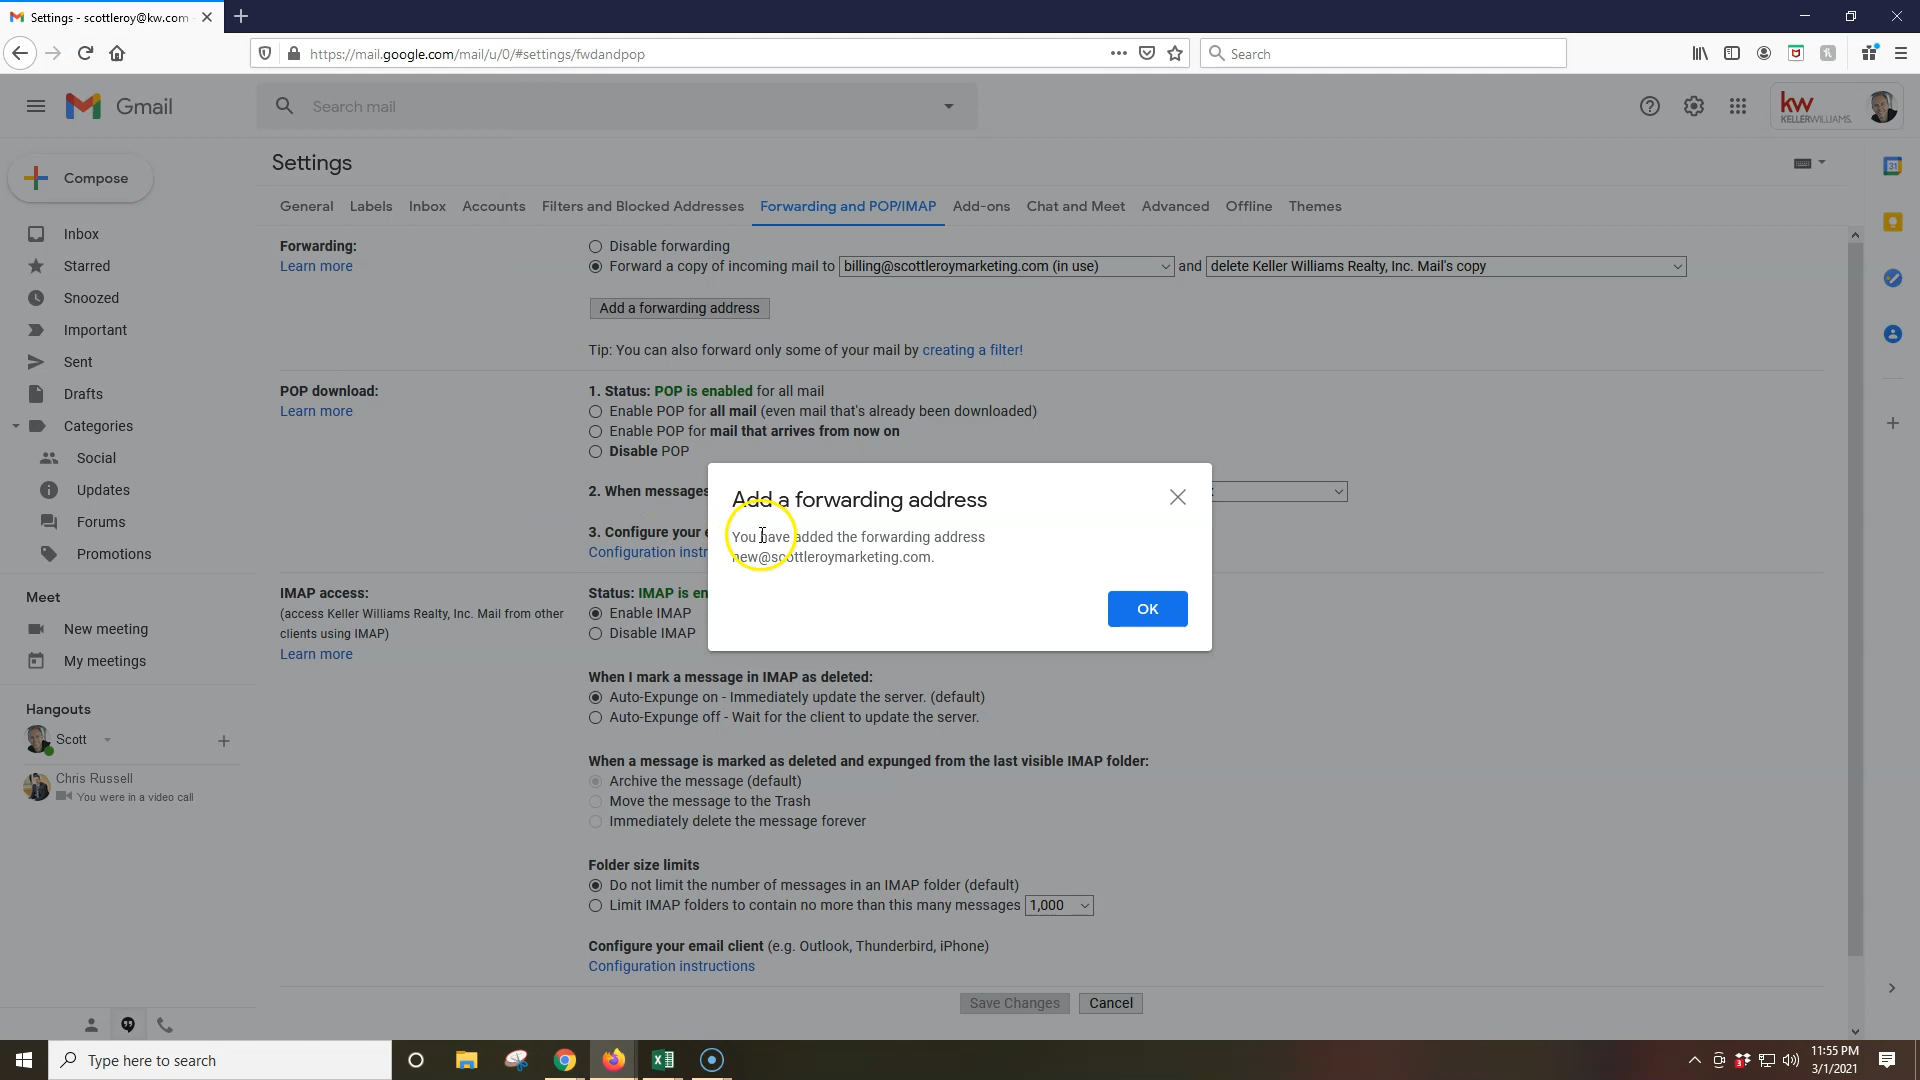 Settings - scottleroy@kw.com
https://mail.google.com/mail/u/0/#settings/fwdandpop
Search
Gmail
Search mail
kw
KELLERWILLIAMS.
Compose
Settings
General Labels Inbox Accounts Filters and Blocked Addresses Forwarding and POP/IMAP Add-ons Chat and Meet Advanced Offline Themes
Inbox
Starred
Snoozed
Important
Sent
Drafts
Categories
Social
Updates
Forums
Promotions
Meet
New meeting
My meetings
Hangouts
Scott
Chris Russell
You were in a video call
Forwarding:
Learn more
Disable forwarding
Forward a copy of incoming mail to billing@scottleroymarketing.com (in use) and delete Keller Williams Realty, Inc. Mail's copy
Add a forwarding address
Tip: You can also forward only some of your mail by creating a filter!
POP download:
Learn more
1. Status: POP is enabled for all mail
Enable POP for all mail (even mail that's already been downloaded)
Enable POP for mail that arrives from now on
Disable POP
2. When messages
3. Configure your e
Configuration instr
Add a forwarding address
You have added the forwarding address
new@scottleroymarketing.com.
OK
IMAP access:
(access Keller Williams Realty, Inc. Mail from other
clients using IMAP)
Learn more
Status: IMAP is en
Enable IMAP
Disable IMAP
When I mark a message in IMAP as deleted:
Auto-Expunge on - Immediately update the server. (default)
Auto-Expunge off - Wait for the client to update the server.
When a message is marked as deleted and expunged from the last visible IMAP folder:
Archive the message (default)
Move the message to the Trash
Immediately delete the message forever
Folder size limits
Do not limit the number of messages in an IMAP folder (default)
Limit IMAP folders to contain no more than this many messages 1,000
Configure your email client (e.g. Outlook, Thunderbird, iPhone)
Configuration instructions
Save Changes Cancel
31
Type here to search
11:55 PM
3/1/2021